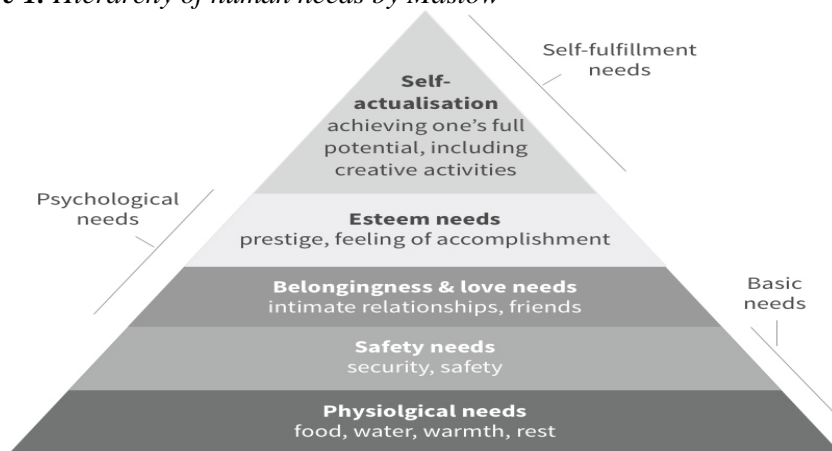 Hierarchy of human needs by Maslow
Self-fulfillment
needs
Self-
actualisation
achieving one's full
potential, including
creative activities
Psychological
needs
Esteem needs
prestige, feeling of accomplishment
Belongingness & love needs
intimate relationships, friends
Basic
needs
Safety needs
security, safety
Physiolgical needs
food, water, warmth, rest